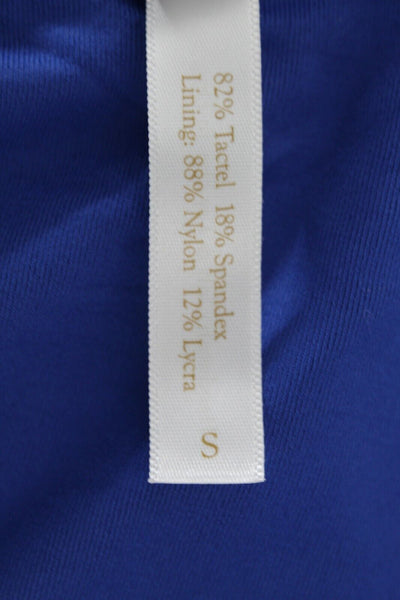 82% Tactel 18% Spandex
Lining: 88% Nylon 12% Lycra
S